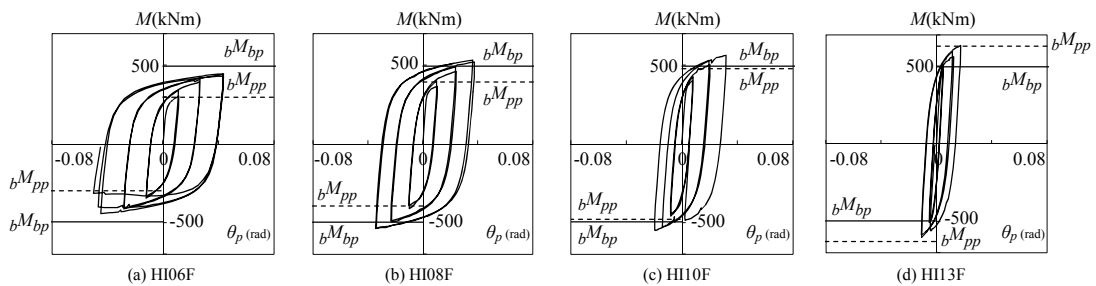 M(kNm)
bMbp
500
bMpp
-0.08
0
0.08
bMpp
bMbp
-500
θp (rad)
(a) HI06F
M(kNm)
bMbp
500
bMpp
-0.08
0
0.08
bMpp
-500
bMbp
θp (rad)
(b) HI08F
M(kNm)
bMbp
500
bMpp
-0.08
0
0.08
bMpp
-500
bMbp
θp (rad)
(c) HI10F
M(kNm)
bMpp
500
bMbp
-0.08
0
0.08
bMbp
-500
bMpp
θp (rad)
(d) HI13F